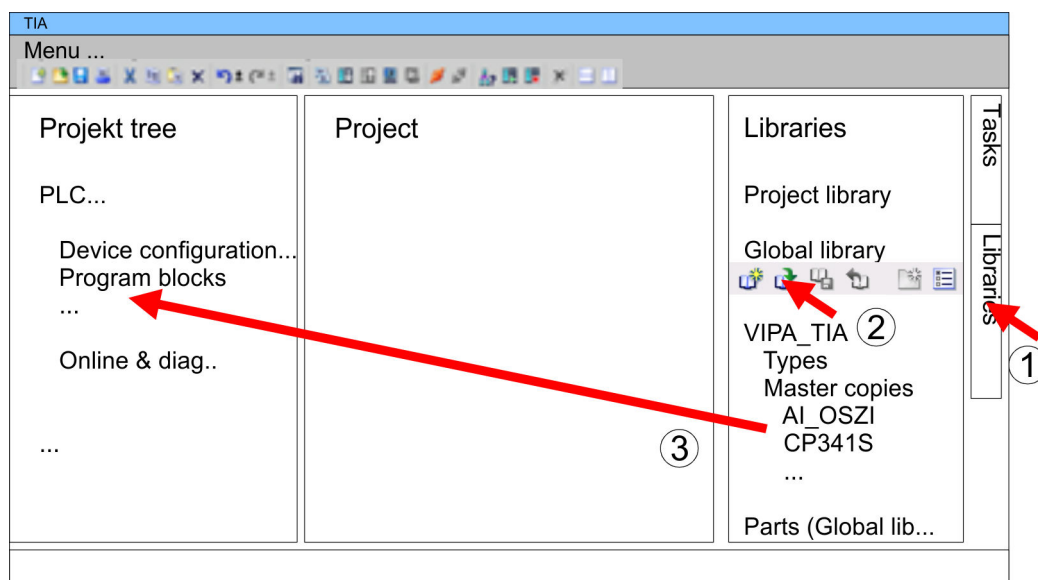 TIA
Menu ...
Projekt tree
PLC...
Device configuration...
Program blocks
...
Online & diag..
...
Project
3
Libraries
Project library
Global library
2
VIPA_TIA
Types
Master copies
AI_OSZI
CP341S
...
Parts (Global lib...
Tasks
Libraries
1